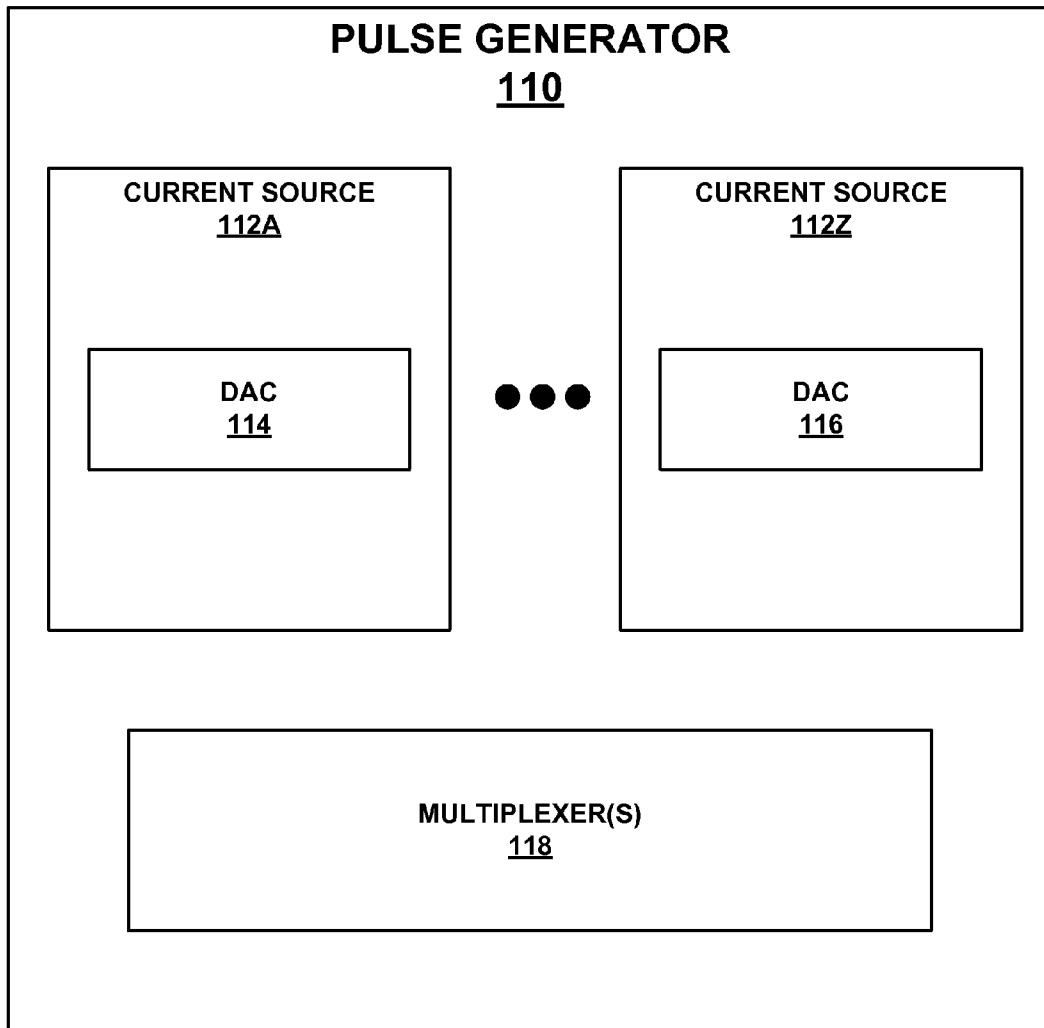 PULSE GENERATOR
110
CURRENT SOURCE
112A
DAC
114
CURRENT SOURCE
112Z
DAC
116
MULTIPLEXER(S)
118